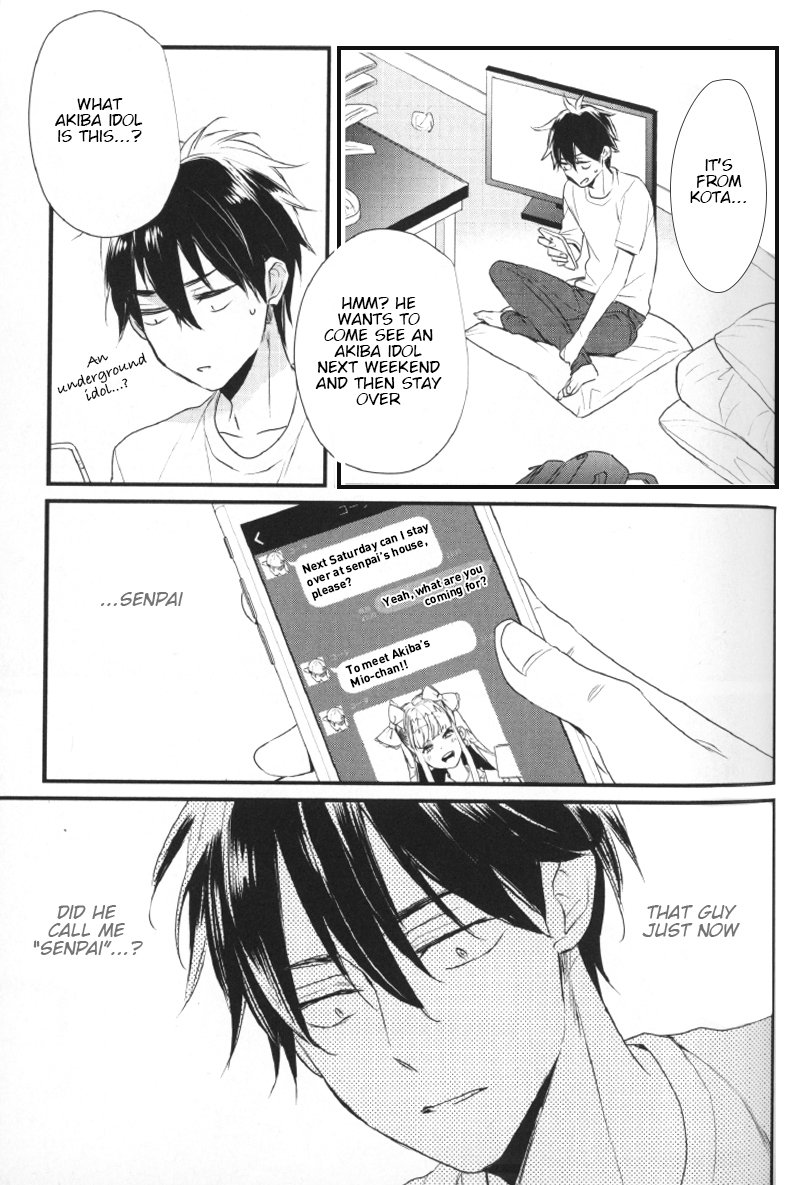 IT'S
FROM
KOTA...
HMM? HE
WANTS TO
COME SEE AN
AKIBA IDOL
NEXT WEEKEND
AND THEN STAY
OVER
WHAT
AKIBA IDOL
IS THIS...?
An
underground
idol...?
Next Saturday can I stay
over at senpai's house,
please?
Yeah, what are you
coming for?
To meet Akiba's
Mio-chan!!
...SENPAI
THAT GUY
JUST NOW
DID HE
CALL ME
"SENPAI"...?